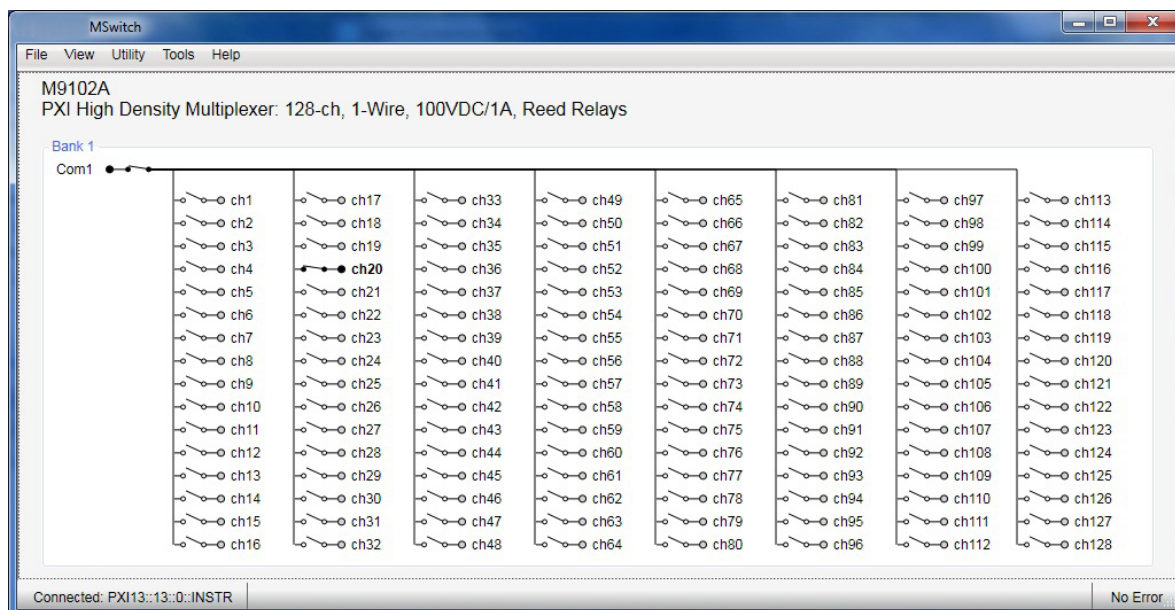 MSwitch
File View Utility Tools Help
M9102A
PXI High Density Multiplexer: 128-ch, 1-Wire, 100VDC/1A, Reed Relays
Bank 1
Com1
ch1 ch17 ch33 ch49 ch65 ch81 ch97 ch113
ch2 ch18 ch34 ch50 ch66 ch82 ch98 ch114
ch3 ch19 ch35 ch51 ch67 ch83 ch99 ch115
ch4 ch20 ch36 ch52 ch68 ch84 ch100 ch116
ch5 ch21 ch37 ch53 ch69 ch85 ch101 ch117
ch6 ch22 ch38 ch54 ch70 ch86 ch102 ch118
ch7 ch23 ch39 ch55 ch71 ch87 ch103 ch119
ch8 ch24 ch40 ch56 ch72 ch88 ch104 ch120
ch9 ch25 ch41 ch57 ch73 ch89 ch105 ch121
ch10 ch26 ch42 ch58 ch74 ch90 ch106 ch122
ch11 ch27 ch43 ch59 ch75 ch91 ch107 ch123
ch12 ch28 ch44 ch60 ch76 ch92 ch108 ch124
ch13 ch29 ch45 ch61 ch77 ch93 ch109 ch125
ch14 ch30 ch46 ch62 ch78 ch94 ch110 ch126
ch15 ch31 ch47 ch63 ch79 ch95 ch111 ch127
ch16 ch32 ch48 ch64 ch80 ch96 ch112 ch128
Connected: PXI13::13::0::INSTR No Error